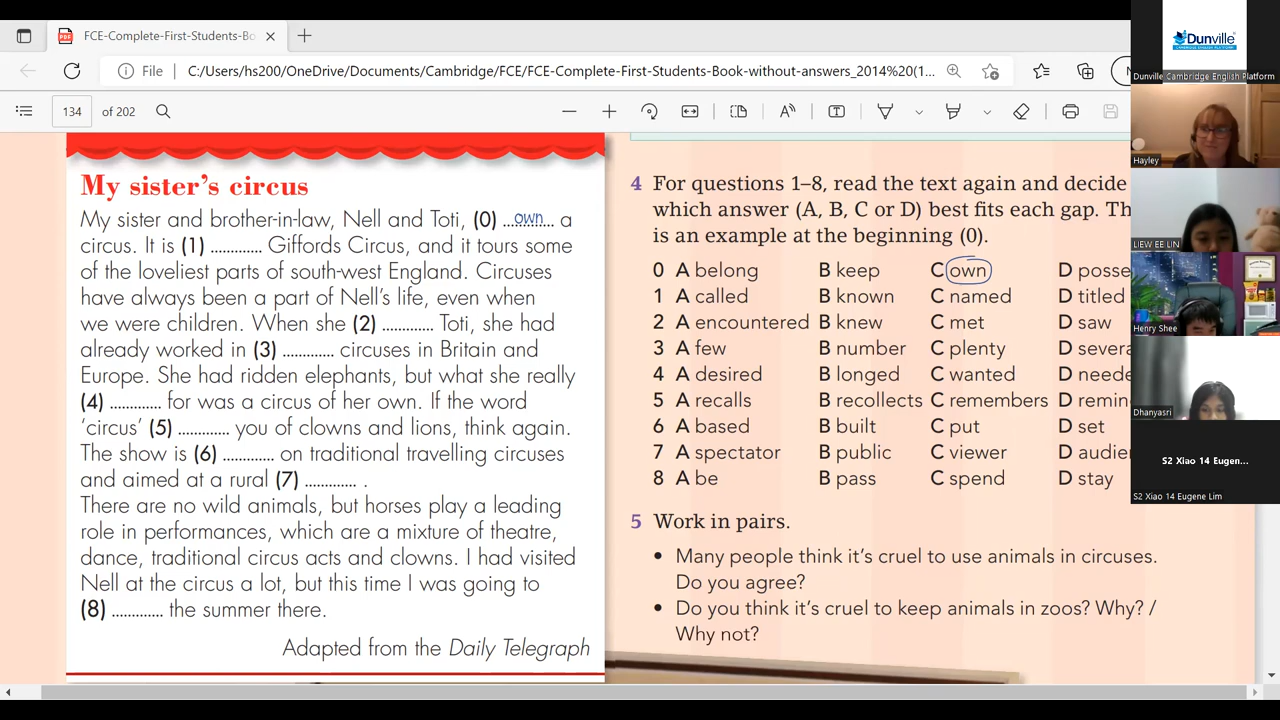 FCE-Complete-First-Students-Bo
File
C:/Users/hs200/OneDrive/Documents/Cambridge/FCE/FCE-Complete-First-Students-Book-without-answers_2014%20(1...
134 of 202
My sister's circus
My sister and brother-in-law, Nell and Toti, (0) ...own... a
circus. It is (1) ............ Giffords Circus, and it tours some
of the loveliest parts of south-west England. Circuses
have always been a part of Nell's life, even when
we were children. When she (2) ............ Toti, she had
already worked in (3) ............ circuses in Britain and
Europe. She had ridden elephants, but what she really
(4) ............ for was a circus of her own. If the word
'circus' (5) ............ you of clowns and lions, think again.
The show is (6) ............ on traditional travelling circuses
and aimed at a rural (7) ............ .
There are no wild animals, but horses play a leading
role in performances, which are a mixture of theatre,
dance, traditional circus acts and clowns. I had visited
Nell at the circus a lot, but this time I was going to
(8) ............ the summer there.
Adapted from the Daily Telegraph
4 For questions 1–8, read the text again and decide
which answer (A, B, C or D) best fits each gap. Th
is an example at the beginning (0).
0 A belong B keep C own D posse
1 A called B known C named D titled
2 A encountered B knew C met D saw
3 A few B number C plenty D severa
4 A desired B longed C wanted D neede
5 A recalls B recollects C remembers D remin
6 A based B built C put D set
7 A spectator B public C viewer D audien
8 A be B pass C spend D stay
5 Work in pairs.
• Many people think it's cruel to use animals in circuses.
Do you agree?
• Do you think it's cruel to keep animals in zoos? Why? /
Why not?
Dunville
CAMBRIDGE ENGLISH PLATFORM
Dunville Cambridge English Platform
Hayley
LIEW EE LIN
Henry Shee
Dhanyasri
S2 Xiao 14 Eugene...
S2 Xiao 14 Eugene Lim